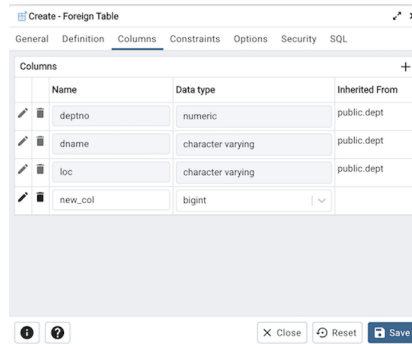 Create - Foreign Table
General Definition Columns Constraints Options Security SQL
Columns
Name Data type Inherited From
deptno numeric public.dept
dname character varying public.dept
loc character varying public.dept
new_col bigint
Close Reset Save